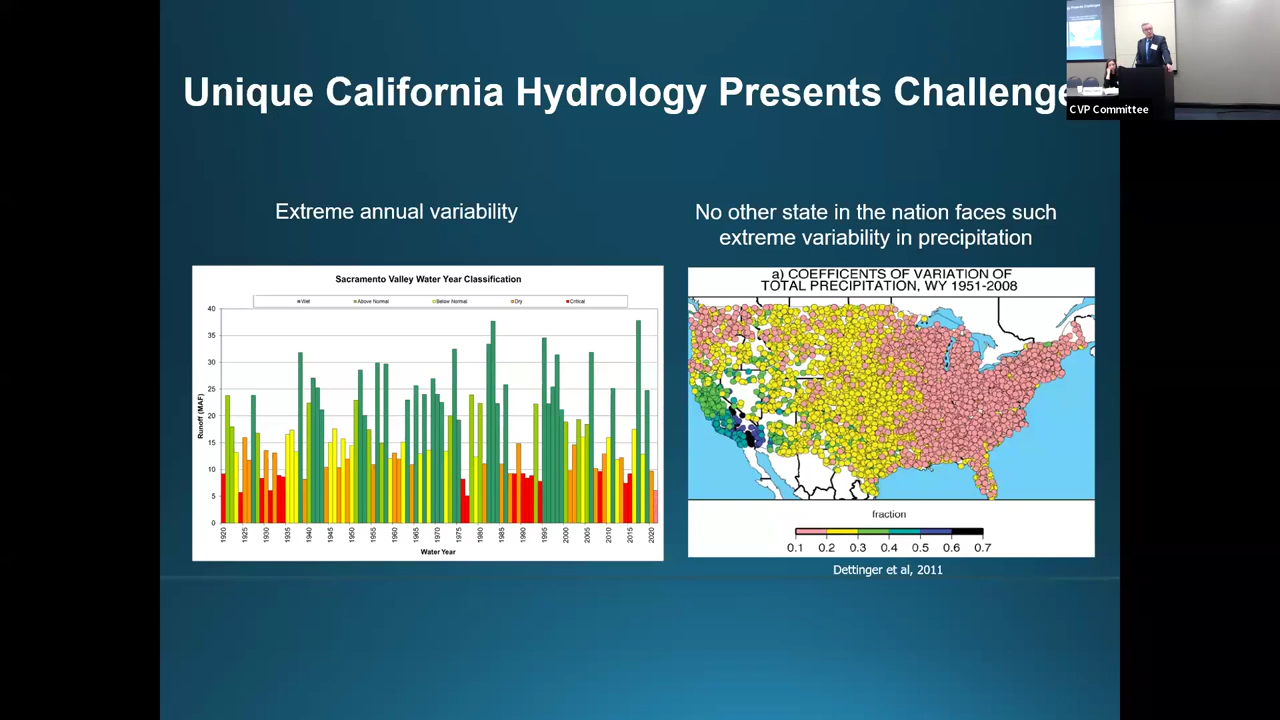 Unique California Hydrology Presents Challenge
CVP Committee
Extreme annual variability
No other state in the nation faces such
extreme variability in precipitation
Sacramento Valley Water Year Classification
Wet Above Normal Below Normal Dry Critical
40
35
30
25
20
15
10
5
0
Runoff (MAF)
1920 1925 1930 1935 1940 1945 1950 1955 1960 1965 1970 1975 1980 1985 1990 1995 2000 2005 2010 2015 2020
Water Year
a) COEFFICENTS OF VARIATION OF
TOTAL PRECIPITATION, WY 1951-2008
fraction
0.1 0.2 0.3 0.4 0.5 0.6 0.7
Dettinger et al, 2011